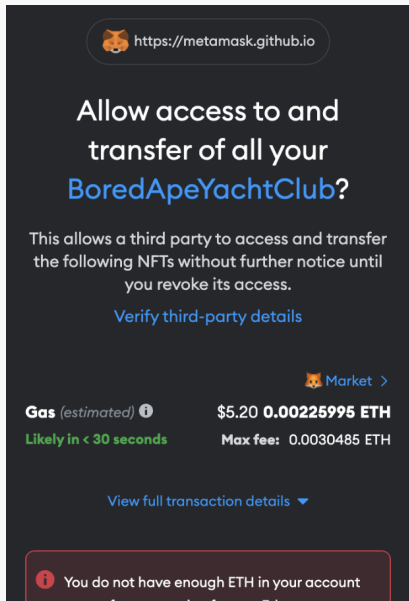 https://metamask.github.io
Allow access to and
transfer of all your
BoredApeYachtClub?
This allows a third party to access and transfer
the following NFTs without further notice until
you revoke its access.
Verify third-party details
Market >
Gas (estimated) $5.20 0.00225995 ETH
Likely in < 30 seconds Max fee: 0.0030485 ETH
View full transaction details
You do not have enough ETH in your account